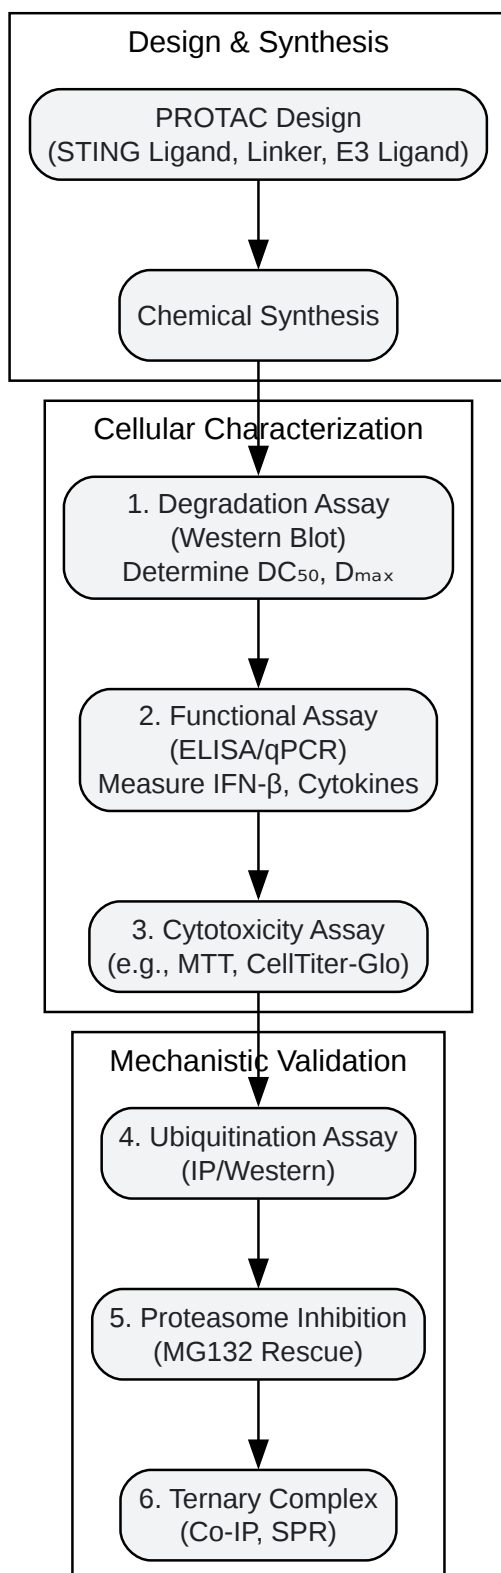 Design & Synthesis
PROTAC Design
(STING Ligand, Linker, E3 Ligand)
Chemical Synthesis
Cellular Characterization
1. Degradation Assay
(Western Blot)
Determine DC₅₀, Dₘₐₓ
2. Functional Assay
(ELISA/qPCR)
Measure IFN-β, Cytokines
3. Cytotoxicity Assay
(e.g., MTT, CellTiter-Glo)
Mechanistic Validation
4. Ubiquitination Assay
(IP/Western)
5. Proteasome Inhibition
(MG132 Rescue)
6. Ternary Complex
(Co-IP, SPR)